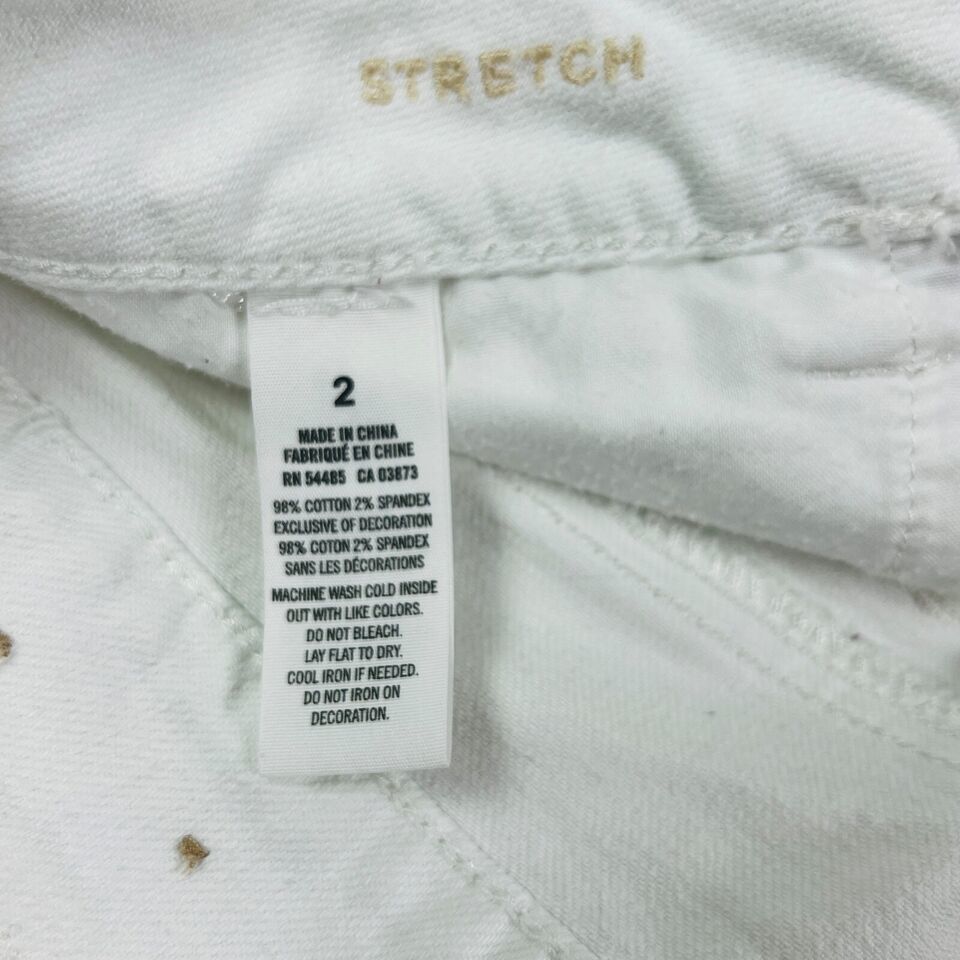 STRETCH
2
MADE IN CHINA
FABRIQUÉ EN CHINE
RN 54485 CA 03873
98% COTTON 2% SPANDEX
EXCLUSIVE OF DECORATION
98% COTON 2% SPANDEX
SANS LES DÉCORATIONS
MACHINE WASH COLD INSIDE
OUT WITH LIKE COLORS.
DO NOT BLEACH.
LAY FLAT TO DRY.
COOL IRON IF NEEDED.
DO NOT IRON ON
DECORATION.